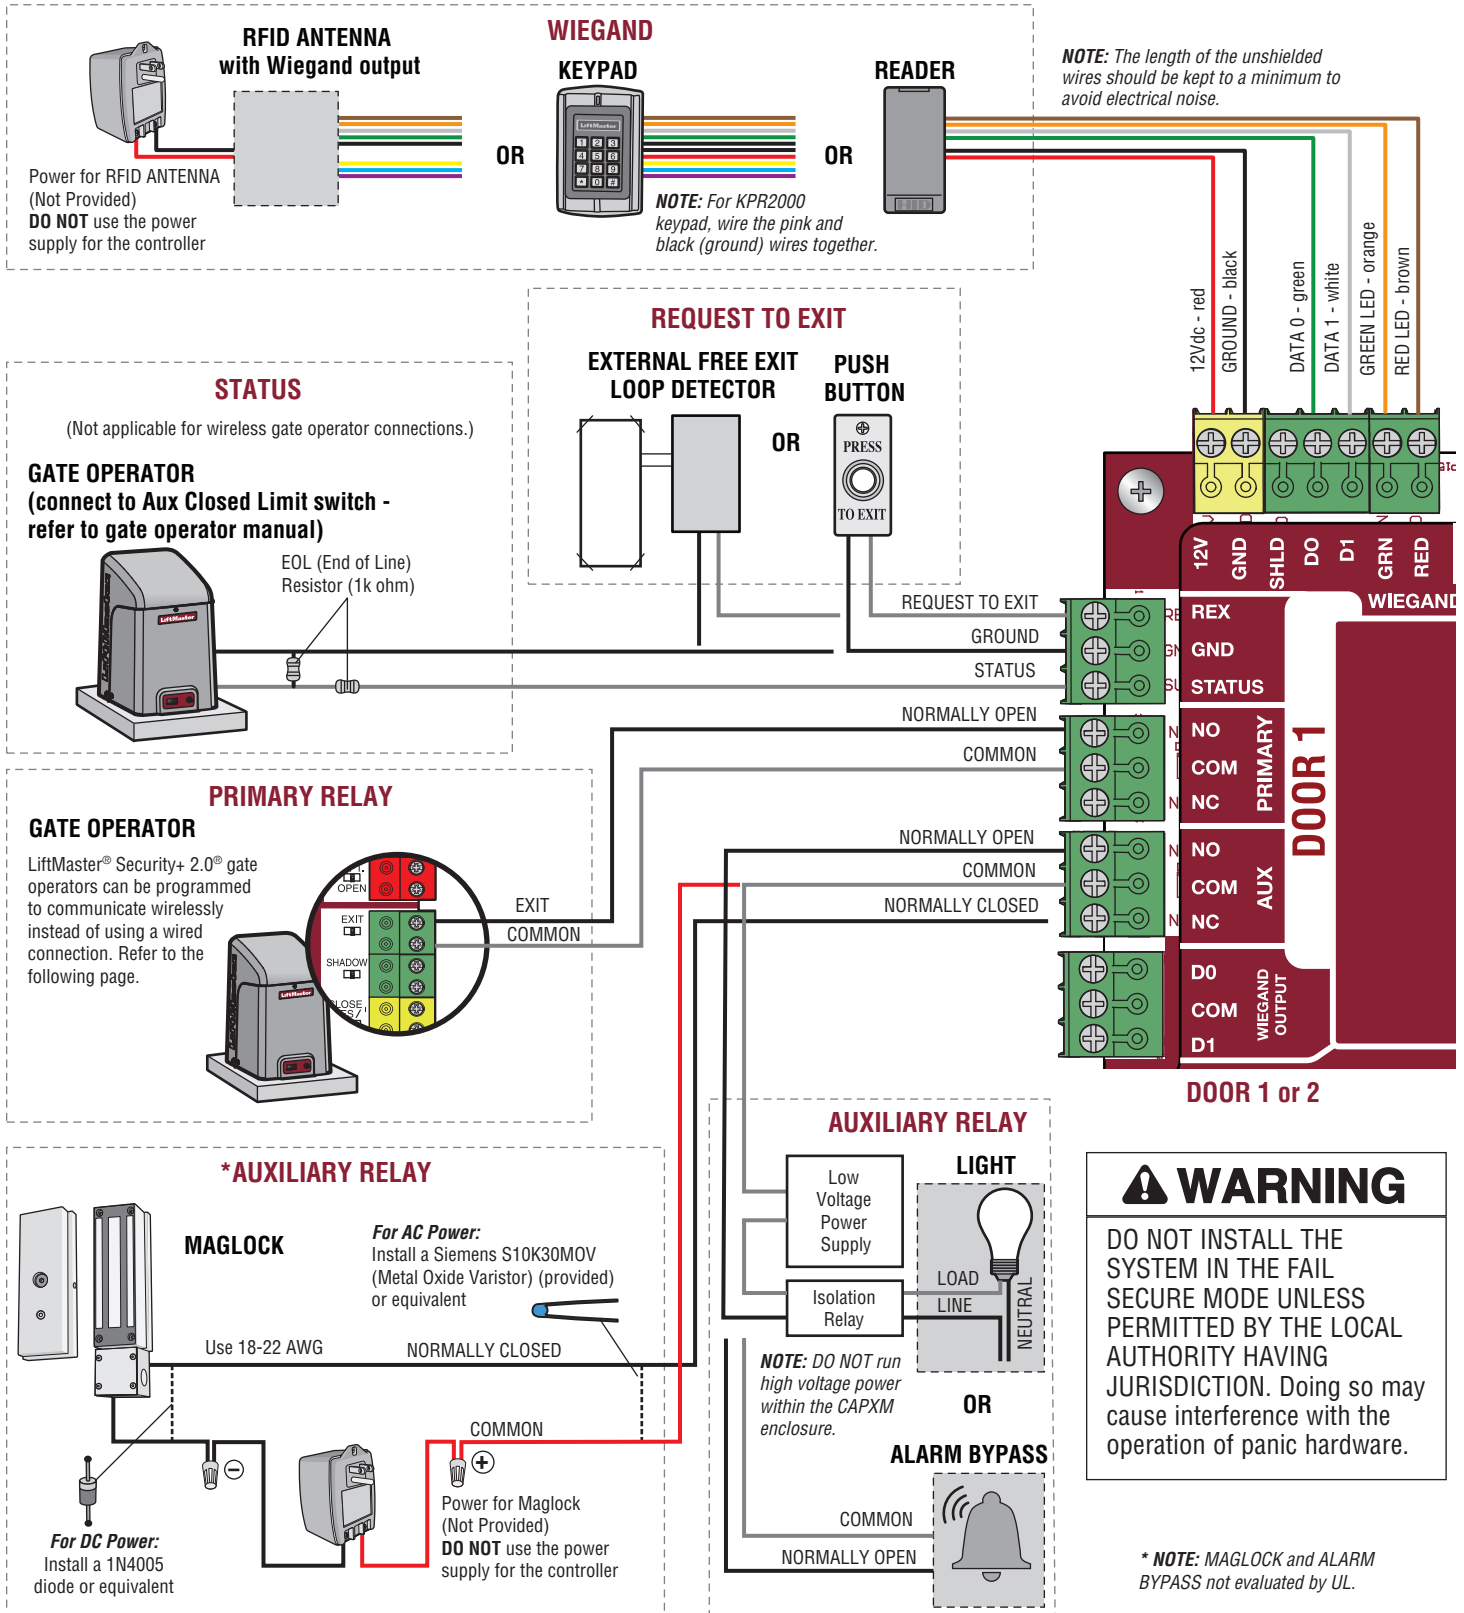 WIEGAND
RFID ANTENNA
with Wiegand output
Power for RFID ANTENNA
(Not Provided)
DO NOT use the power
supply for the controller
OR
KEYPAD
LiftMaster
1 2 3
4 5 6
7 8 9
* 0 #
NOTE: For KPR2000
keypad, wire the pink and
black (ground) wires together.
OR
READER
HID
NOTE: The length of the unshielded
wires should be kept to a minimum to
avoid electrical noise.
12Vdc - red
GROUND - black
DATA 0 - green
DATA 1 - white
GREEN LED - orange
RED LED - brown
REQUEST TO EXIT
EXTERNAL FREE EXIT
LOOP DETECTOR
OR
PUSH
BUTTON
PRESS
TO EXIT
STATUS
(Not applicable for wireless gate operator connections.)
GATE OPERATOR
(connect to Aux Closed Limit switch -
refer to gate operator manual)
EOL (End of Line)
Resistor (1k ohm)
LiftMaster
REQUEST TO EXIT
GROUND
STATUS
NORMALLY OPEN
COMMON
NORMALLY OPEN
COMMON
NORMALLY CLOSED
12V
GND
SHLD
DO
D1
GRN
RED
WIEGAND
REX
GND
STATUS
NO
COM
NC
PRIMARY
NO
COM
NC
AUX
D0
COM
D1
WIEGAND
OUTPUT
DOOR 1
DOOR 1 or 2
PRIMARY RELAY
GATE OPERATOR
LiftMaster® Security+ 2.0® gate
operators can be programmed
to communicate wirelessly
instead of using a wired
connection. Refer to the
following page.
LiftMaster
OPEN
EXIT
SHADOW
EXIT
COMMON
*AUXILIARY RELAY
MAGLOCK
For AC Power:
Install a Siemens S10K30MOV
(Metal Oxide Varistor) (provided)
or equivalent
Use 18-22 AWG
NORMALLY CLOSED
COMMON
−
+
For DC Power:
Install a 1N4005
diode or equivalent
Power for Maglock
(Not Provided)
DO NOT use the power
supply for the controller
AUXILIARY RELAY
Low
Voltage
Power
Supply
Isolation
Relay
LIGHT
LOAD
LINE
NEUTRAL
NOTE: DO NOT run
high voltage power
within the CAPXM
enclosure.
OR
ALARM BYPASS
COMMON
NORMALLY OPEN
WARNING
DO NOT INSTALL THE
SYSTEM IN THE FAIL
SECURE MODE UNLESS
PERMITTED BY THE LOCAL
AUTHORITY HAVING
JURISDICTION. Doing so may
cause interference with the
operation of panic hardware.
* NOTE: MAGLOCK and ALARM
BYPASS not evaluated by UL.